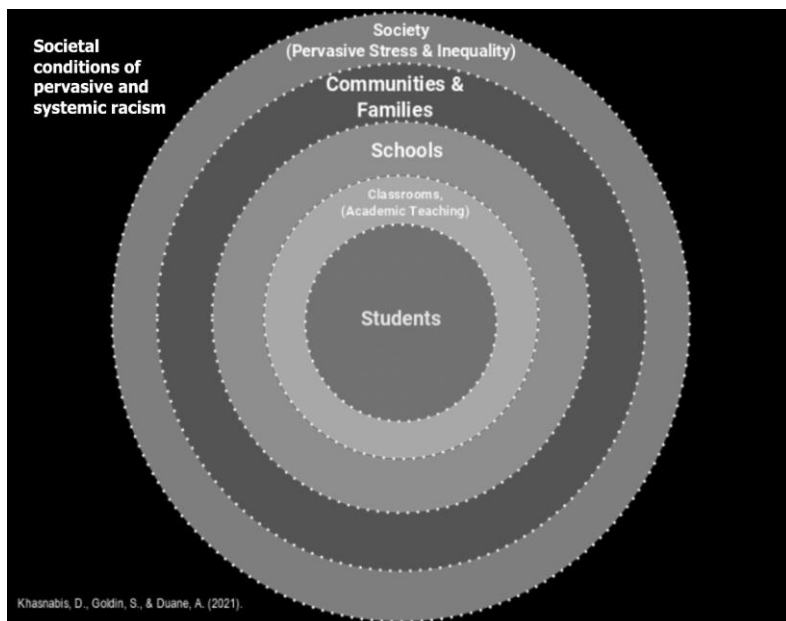 Societal
conditions of
pervasive and
systemic racism
Society
(Pervasive Stress & Inequality)
Communities &
Families
Schools
Classrooms,
(Academic Teaching)
Students
Khasnabis, D., Goldin, S., & Duane, A. (2021).